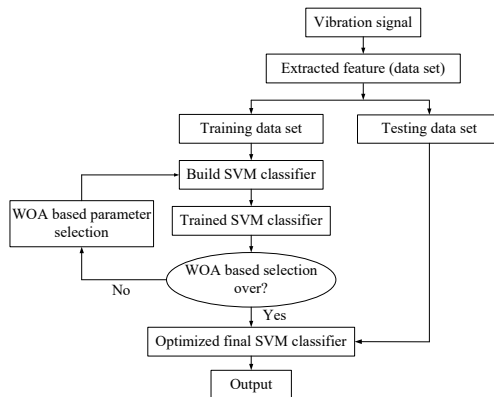 Vibration signal
Extracted feature (data set)
Training data set
Testing data set
Build SVM classifier
WOA based parameter
selection
Trained SVM classifier
WOA based selection
over?
No
Yes
Optimized final SVM classifier
Output